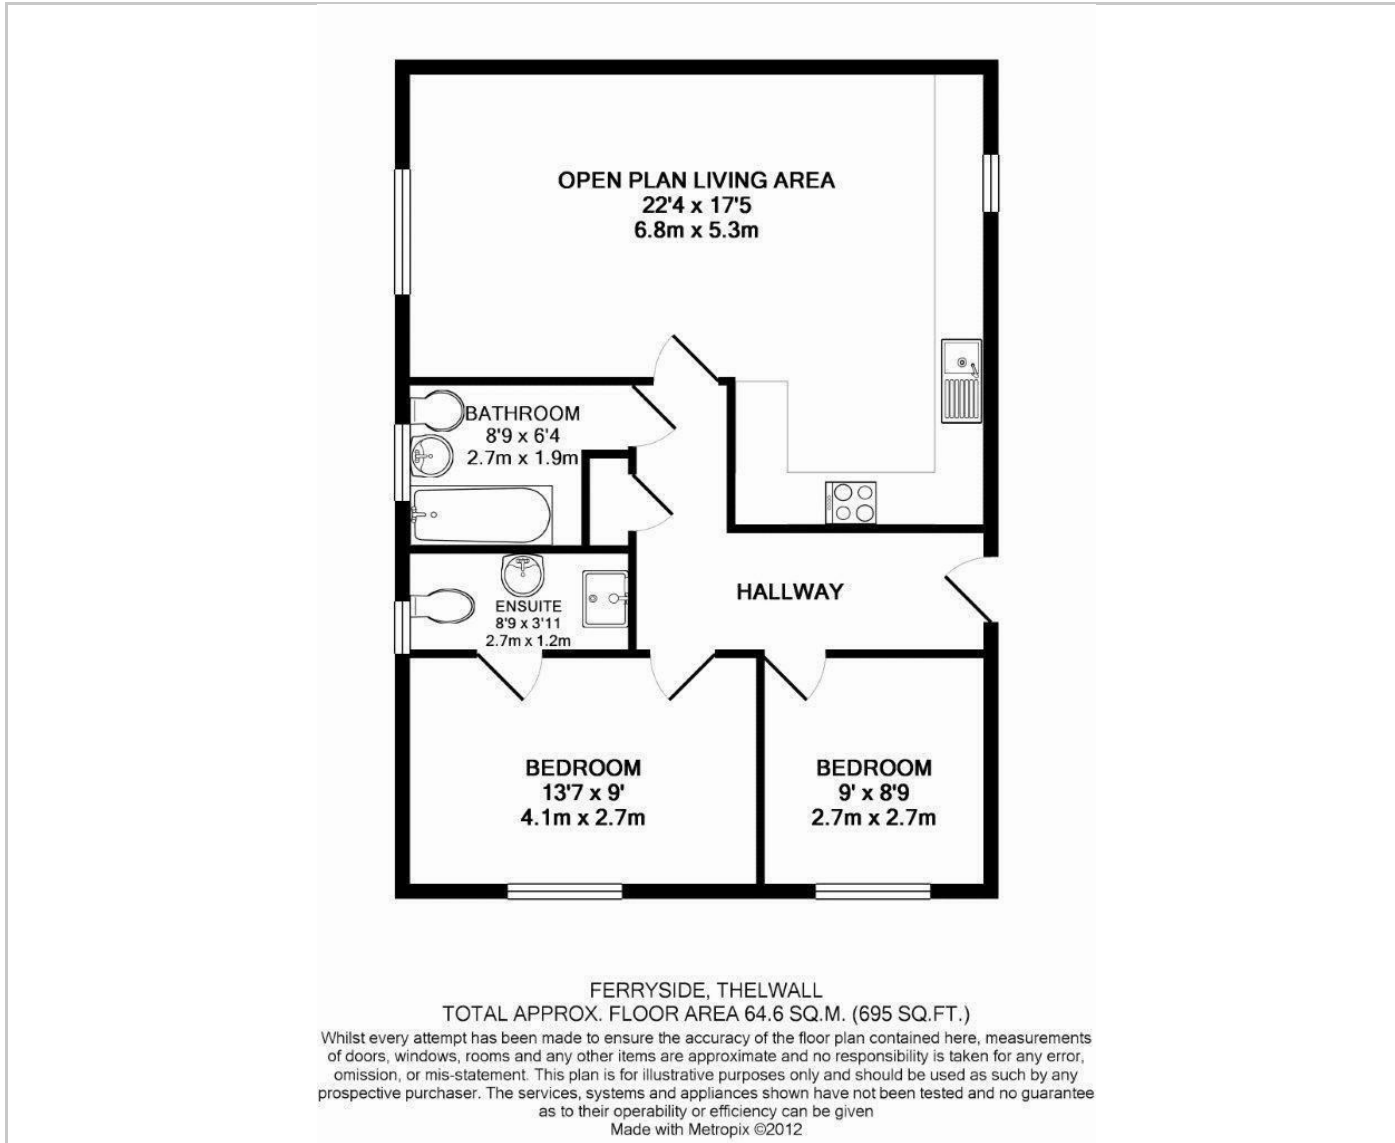 OPEN PLAN LIVING AREA
22'4 x 17'5
6.8m x 5.3m
BATHROOM
8'9 x 6'4
2.7m x 1.9m
HALLWAY
ENSUITE
8'9 x 3'11
2.7m x 1.2m
BEDROOM
13'7 x 9'
4.1m x 2.7m
BEDROOM
9' x 8'9
2.7m x 2.7m
FERRYSIDE, THELWALL
TOTAL APPROX. FLOOR AREA 64.6 SQ.M. (695 SQ.FT.)
Whilst every attempt has been made to ensure the accuracy of the floor plan contained here, measurements
of doors, windows, rooms and any other items are approximate and no responsibility is taken for any error,
omission, or mis-statement. This plan is for illustrative purposes only and should be used as such by any
prospective purchaser. The services, systems and appliances shown have not been tested and no guarantee
as to their operability or efficiency can be given
Made with Metropix ©2012